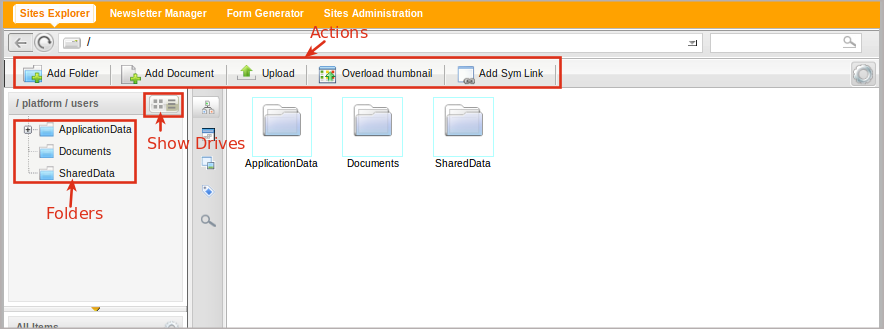 Sites Explorer Newsletter Manager Form Generator Sites Administration
Actions
/
Add Folder Add Document Upload Overload thumbnail Add Sym Link
/ platform / users
Show Drives
ApplicationData
Documents
SharedData
Folders
ApplicationData Documents SharedData
All Items